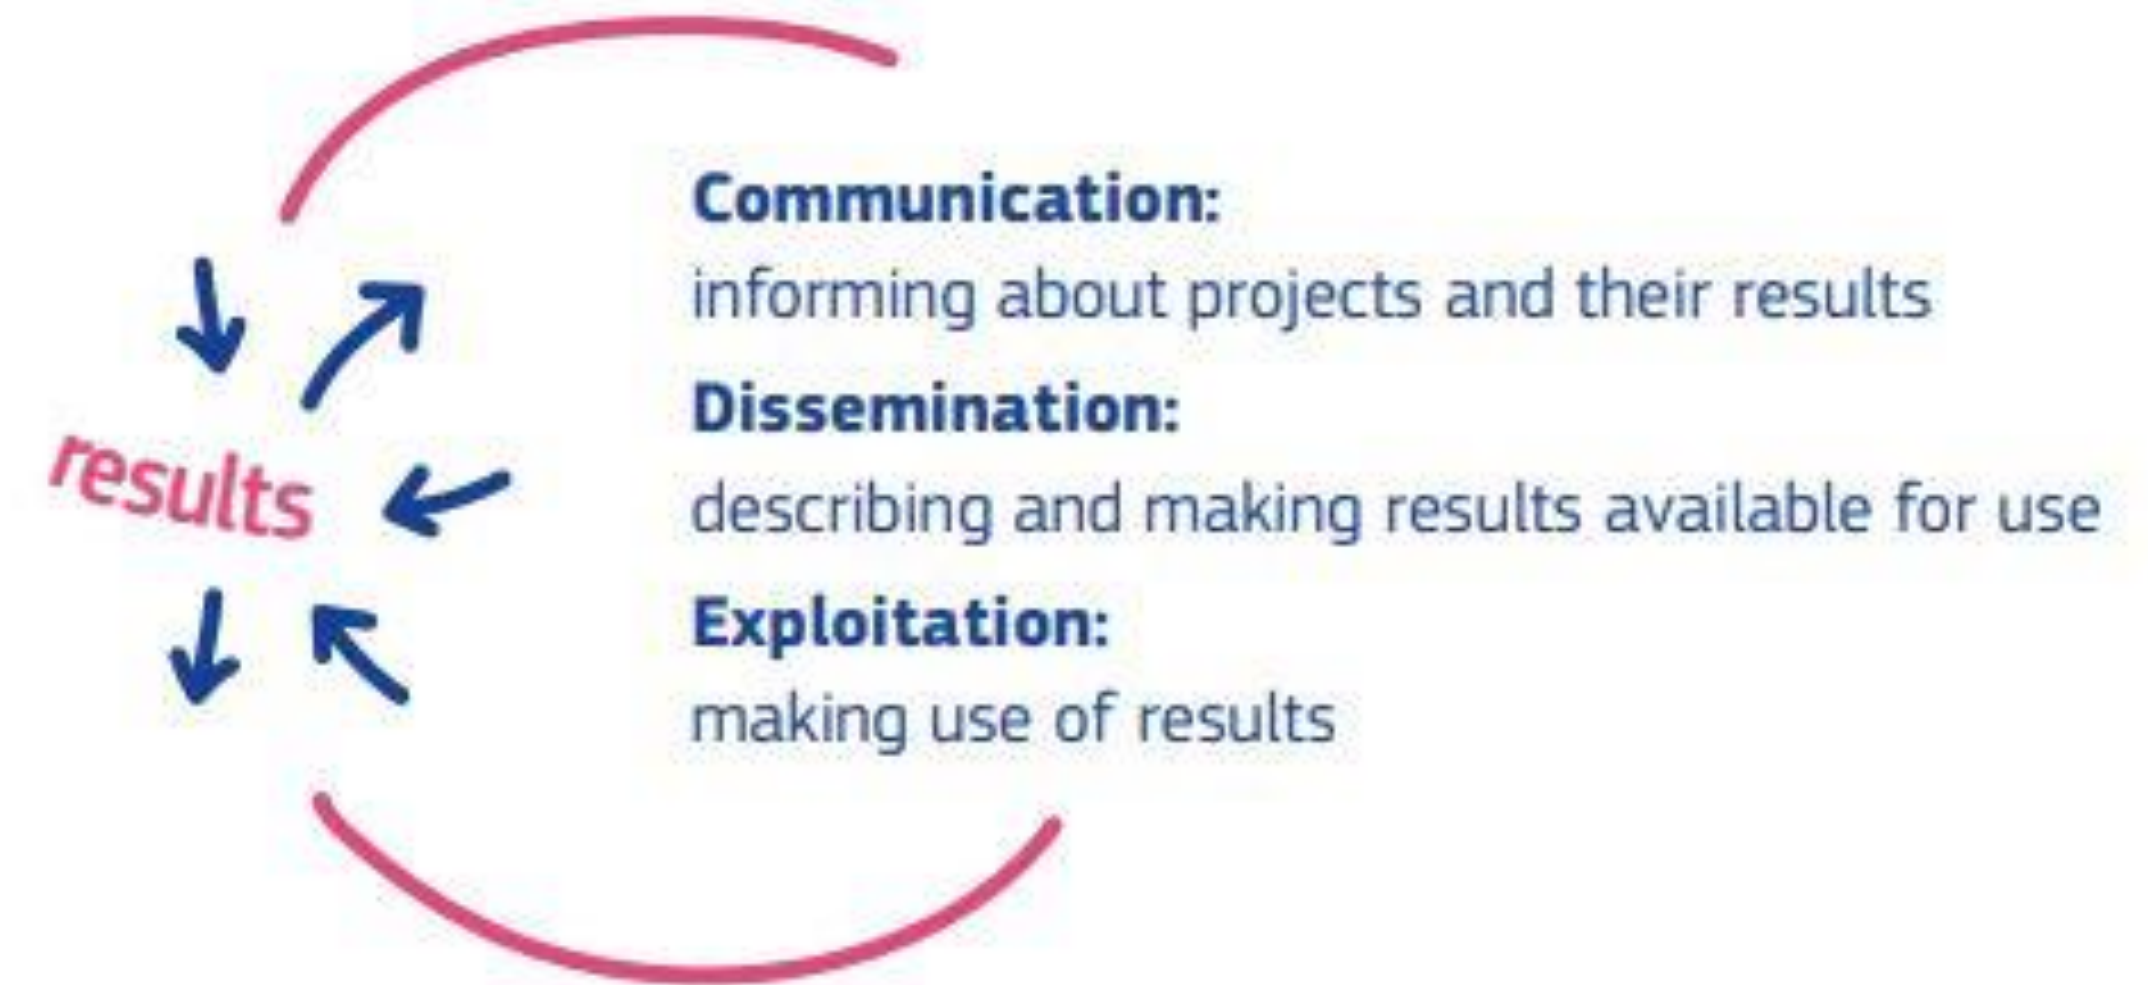 Communication:
informing about projects and their results
Dissemination:
results
describing and making results available for use
Exploitation:
making use of results